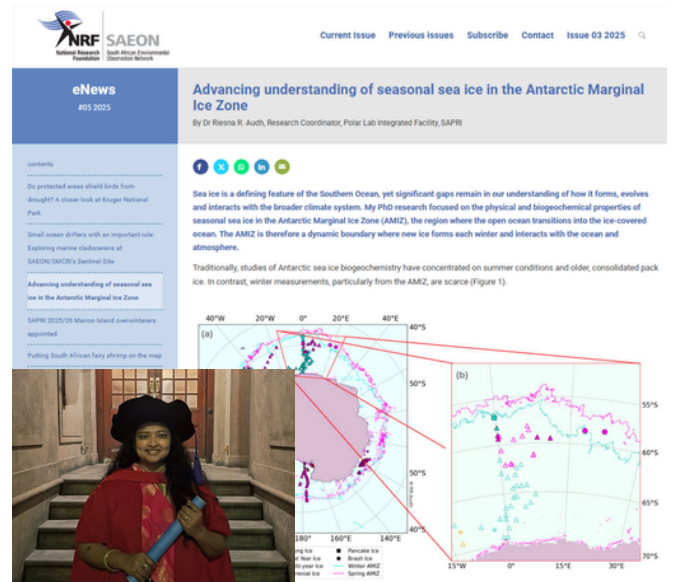 NRF SAEON
National Research Foundation
South African Environmental Observation Network
Current Issue Previous issues Subscribe Contact Issue 03 2025
eNews
#05 2025
Advancing understanding of seasonal sea ice in the Antarctic Marginal
Ice Zone
By Dr Riesna R. Audh, Research Coordinator, Polar Lab Integrated Facility, SAPRI
contents
Do protected areas shield birds from
drought? A closer look at Kruger National
Park
Small ocean drifters with an important role:
Exploring marine cladocerans at
SAEON/SMCRI's Sentinel Site
Advancing understanding of seasonal sea
ice in the Antarctic Marginal Ice Zone
SAPRI 2025/26 Marion Island overwinterers
appointed
Putting South African fairy shrimp on the map
Sea ice is a defining feature of the Southern Ocean, yet significant gaps remain in our understanding of how it forms, evolves
and interacts with the broader climate system. My PhD research focused on the physical and biogeochemical properties of
seasonal sea ice in the Antarctic Marginal Ice Zone (AMIZ), the region where the open ocean transitions into the ice-covered
ocean. The AMIZ is therefore a dynamic boundary where new ice forms each winter and interacts with the ocean and
atmosphere.
Traditionally, studies of Antarctic sea ice biogeochemistry have concentrated on summer conditions and older, consolidated pack
ice. In contrast, winter measurements, particularly from the AMIZ, are scarce (Figure 1).
40°W 20°W 0° 20°E 40°E
(a)
40°S
50°S
50°S
40°S
180° 160°E 140°E
Pancake Ice
Brash Ice
Winter AMIZ
Spring AMIZ
(b)
55°S
60°S
65°S
70°S
15°W 0° 15°E 30°E